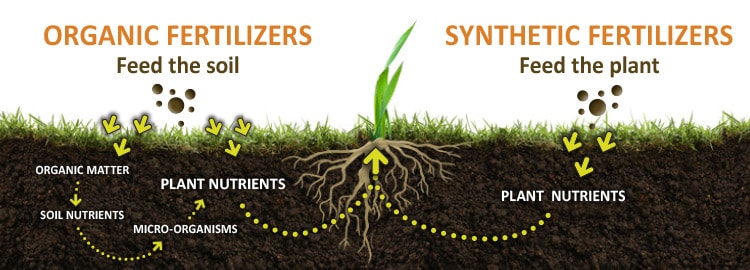 ORGANIC FERTILIZERS
Feed the soil
ORGANIC MATTER
SOIL NUTRIENTS
MICRO-ORGANISMS
PLANT NUTRIENTS
SYNTHETIC FERTILIZERS
Feed the plant
PLANT NUTRIENTS